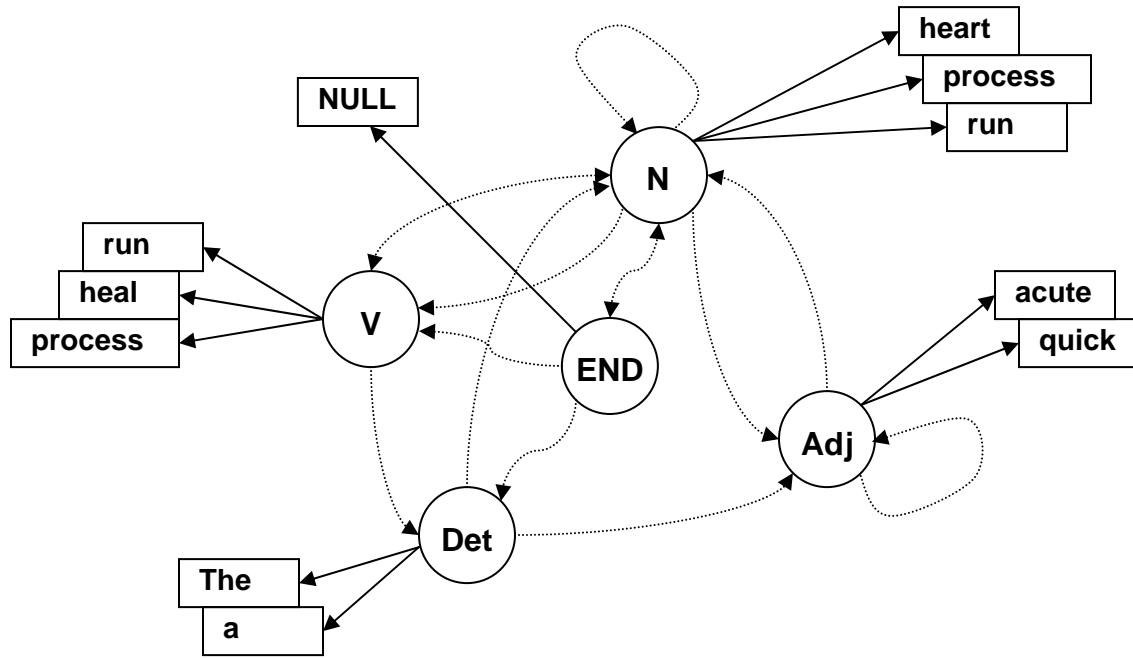 heart
process
run
NULL
N
run
heal
process
V
END
acute
quick
Adj
Det
The
a